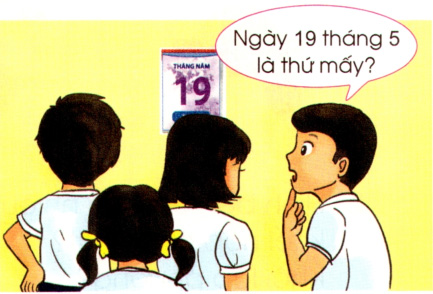 Ngày 19 tháng 5
là thứ mấy?
THÁNG NĂM
19